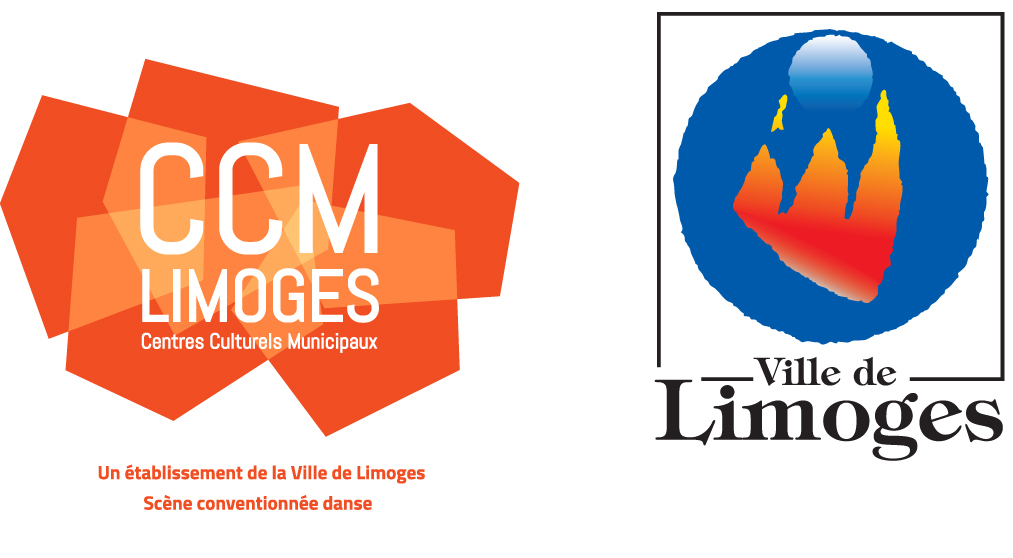 CCM
LIMOGES
Centres Culturels Municipaux
Un établissement de la Ville de Limoges
Scène conventionnée danse
Ville de
Limoges